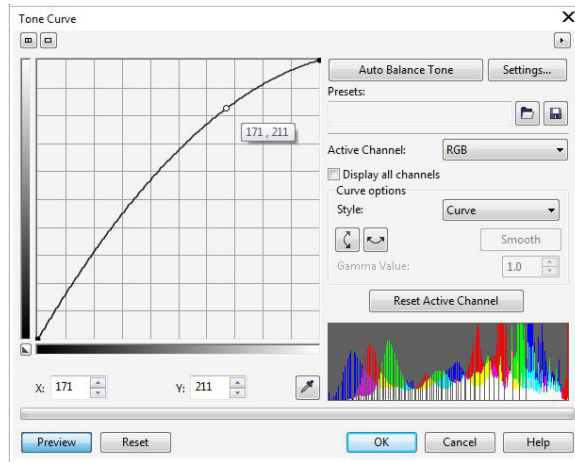 Tone Curve
Auto Balance Tone
Settings...
Presets:
171 , 211
Active Channel:
RGB
Display all channels
Curve options
Style:
Curve
Smooth
Gamma Value:
1.0
Reset Active Channel
X: 171
Y: 211
Preview
Reset
OK
Cancel
Help